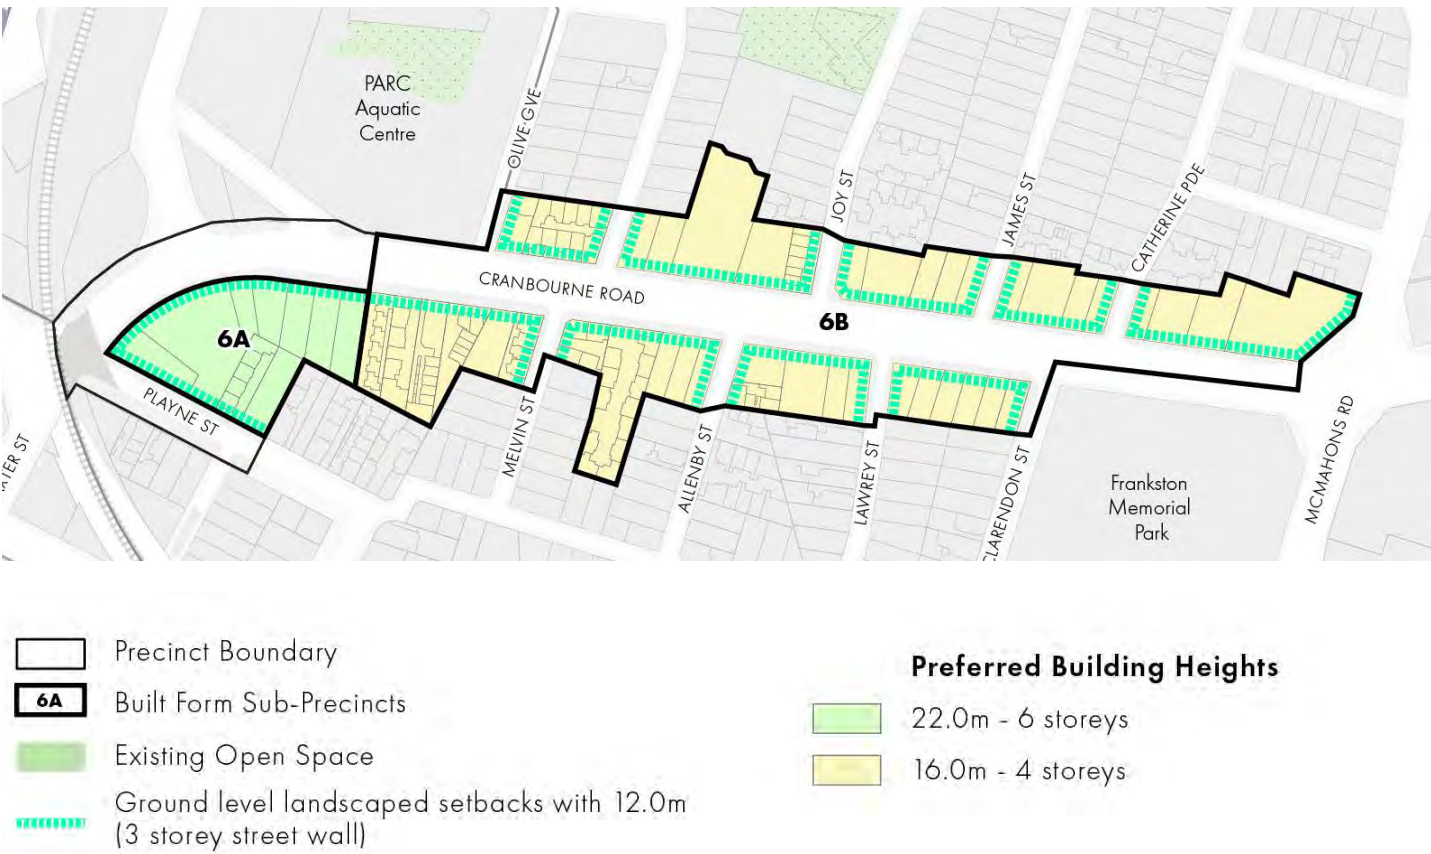 PARC
Aquatic
Centre
OLIVE GVE
JOY ST
JAMES ST
CATHERINE PDE
CRANBOURNE ROAD
6B
6A
PLAYNE ST
MELVIN ST
ALLENBY ST
LAWREY ST
CLARENDON ST
Frankston
Memorial
Park
MCMAHONS RD
Precinct Boundary
6A
Built Form Sub-Precincts
Existing Open Space
Ground level landscaped setbacks with 12.0m
(3 storey street wall)
Preferred Building Heights
22.0m - 6 storeys
16.0m - 4 storeys